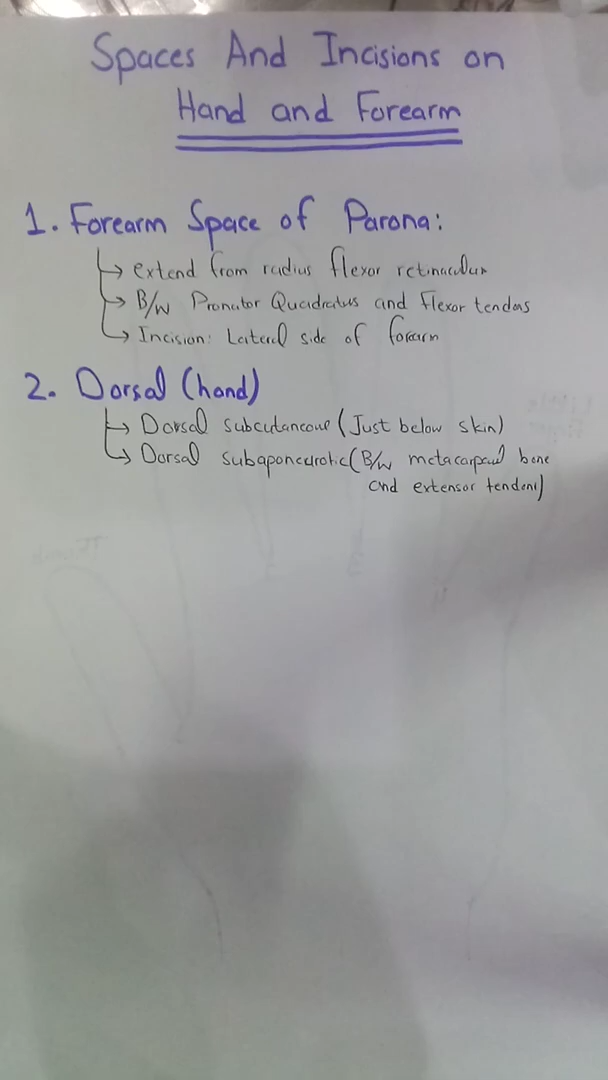 Spaces And Incisions on
Hand and Forearm
1. Forearm Space of Parona:
↳ extend from radius flexor retinaculum
↳ B/w Pronator Quadratus and Flexor tendons
↳ Incision: Lateral side of forearm
2. Dorsal (hand)
↳ Dorsal subcutaneous (Just below skin)
↳ Dorsal subaponeurotic (B/w metacarpal bone
and extensor tendons)